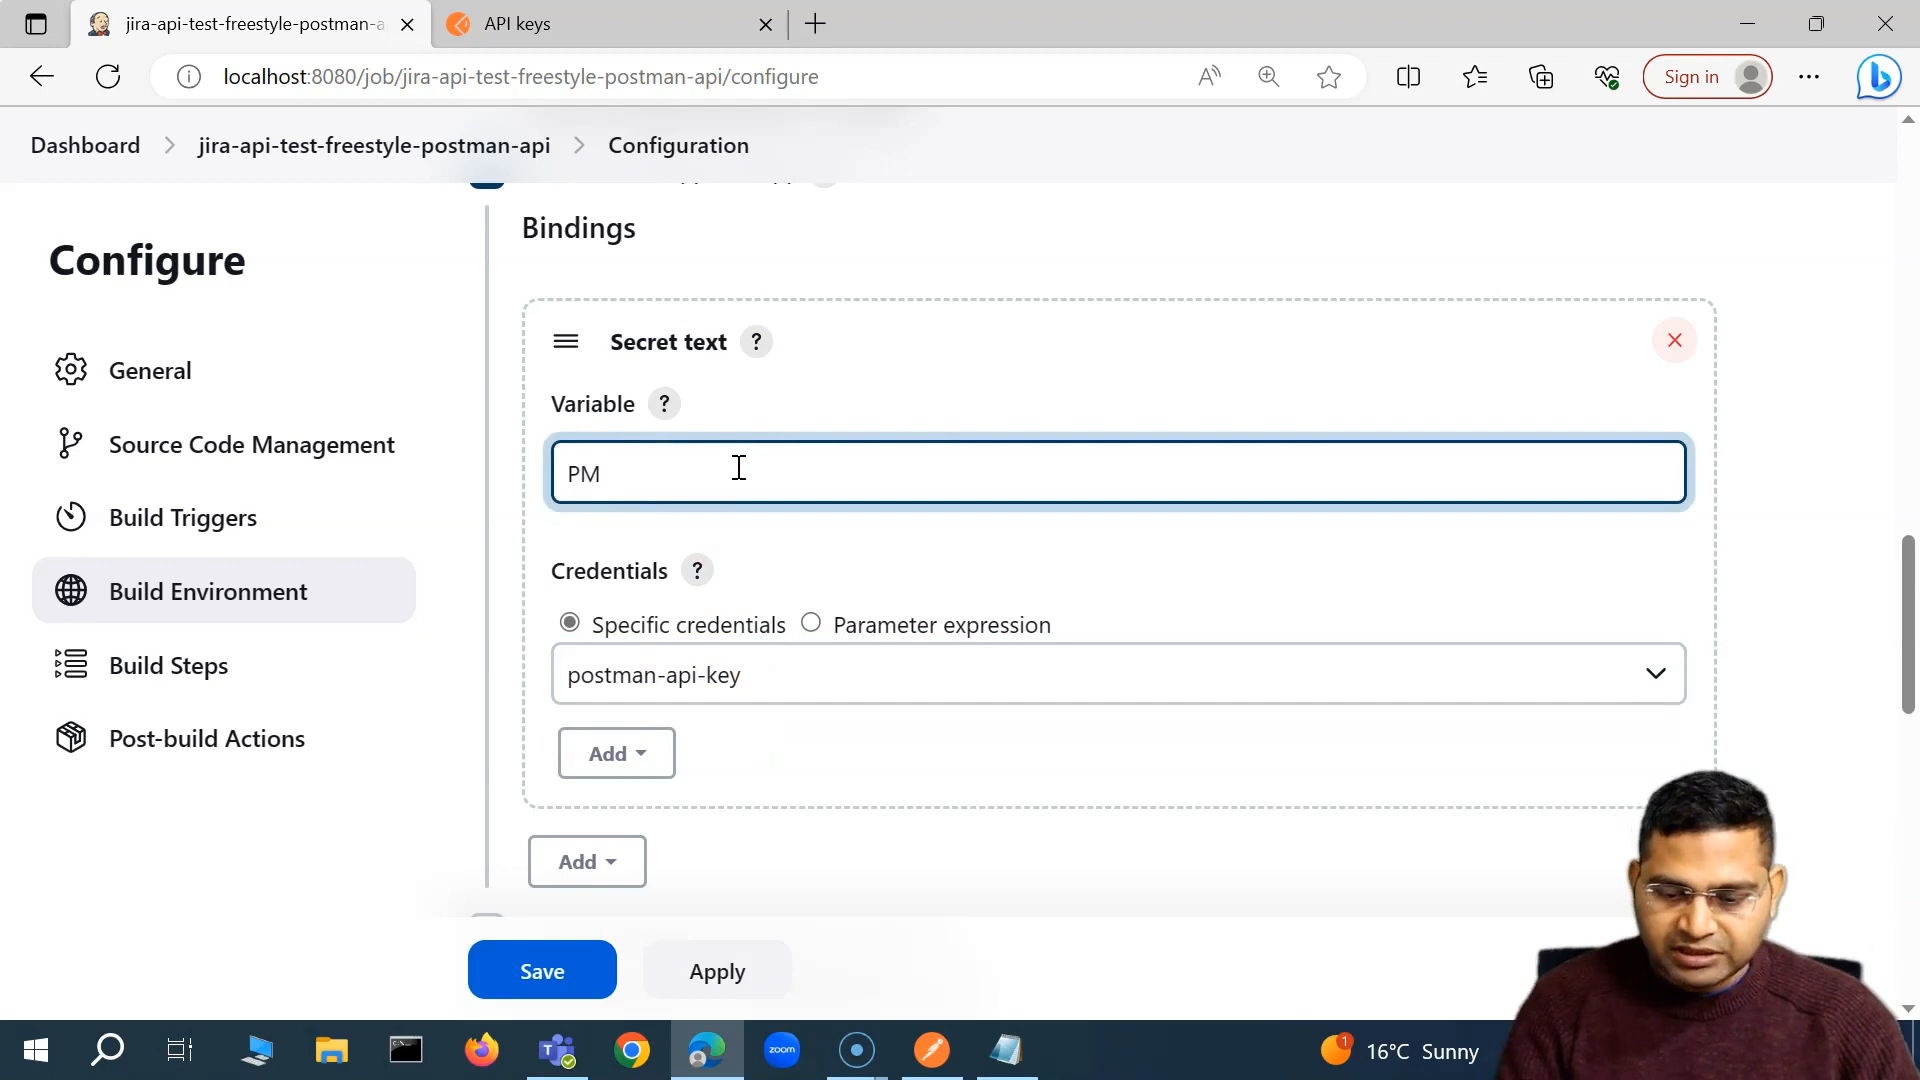 jira-api-test-freestyle-postman-a
API keys
localhost:8080/job/jira-api-test-freestyle-postman-api/configure
Sign in
Dashboard
jira-api-test-freestyle-postman-api
Configuration
Configure
General
Source Code Management
Build Triggers
Build Environment
Build Steps
Post-build Actions
Bindings
Secret text ?
Variable ?
PM
Credentials ?
Specific credentials
Parameter expression
postman-api-key
Add
Add
Save
Apply
zoom
1
16°C Sunny